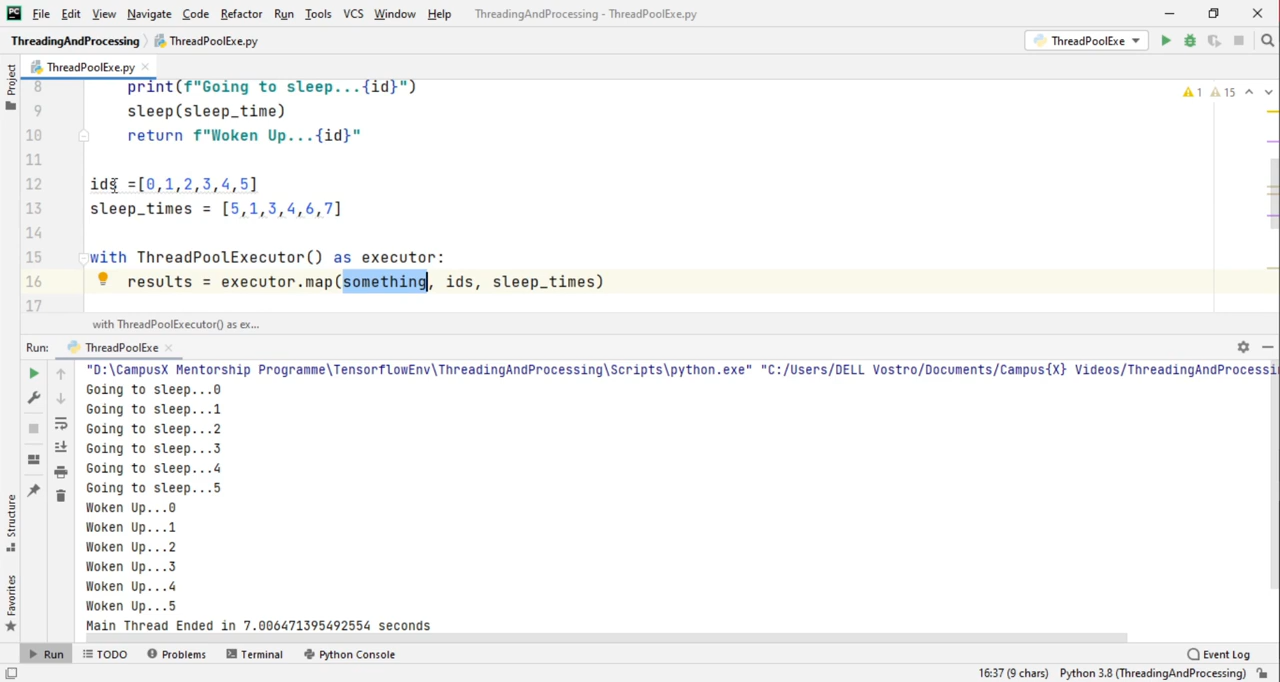 PC File Edit View Navigate Code Refactor Run Tools VCS Window Help ThreadingAndProcessing - ThreadPoolExe.py
ThreadingAndProcessing ThreadPoolExe.py ThreadPoolExe
Project
ThreadPoolExe.py
8 print(f"Going to sleep...{id}") 1 15
9 sleep(sleep_time)
10 return f"Woken Up...{id}"
11
12 ids =[0,1,2,3,4,5]
13 sleep_times = [5,1,3,4,6,7]
14
15 with ThreadPoolExecutor() as executor:
16 results = executor.map(something, ids, sleep_times)
17
with ThreadPoolExecutor() as ex...
Run: ThreadPoolExe
"D:\CampusX Mentorship Programme\TensorflowEnv\ThreadingAndProcessing\Scripts\python.exe" "C:/Users/DELL Vostro/Documents/Campus{X} Videos/ThreadingAndProcessi
Going to sleep...0
Going to sleep...1
Going to sleep...2
Going to sleep...3
Going to sleep...4
Going to sleep...5
Woken Up...0
Woken Up...1
Woken Up...2
Woken Up...3
Woken Up...4
Woken Up...5
Main Thread Ended in 7.006471395492554 seconds
Structure
Favorites
Run TODO Problems Terminal Python Console Event Log
16:37 (9 chars) Python 3.8 (ThreadingAndProcessing)